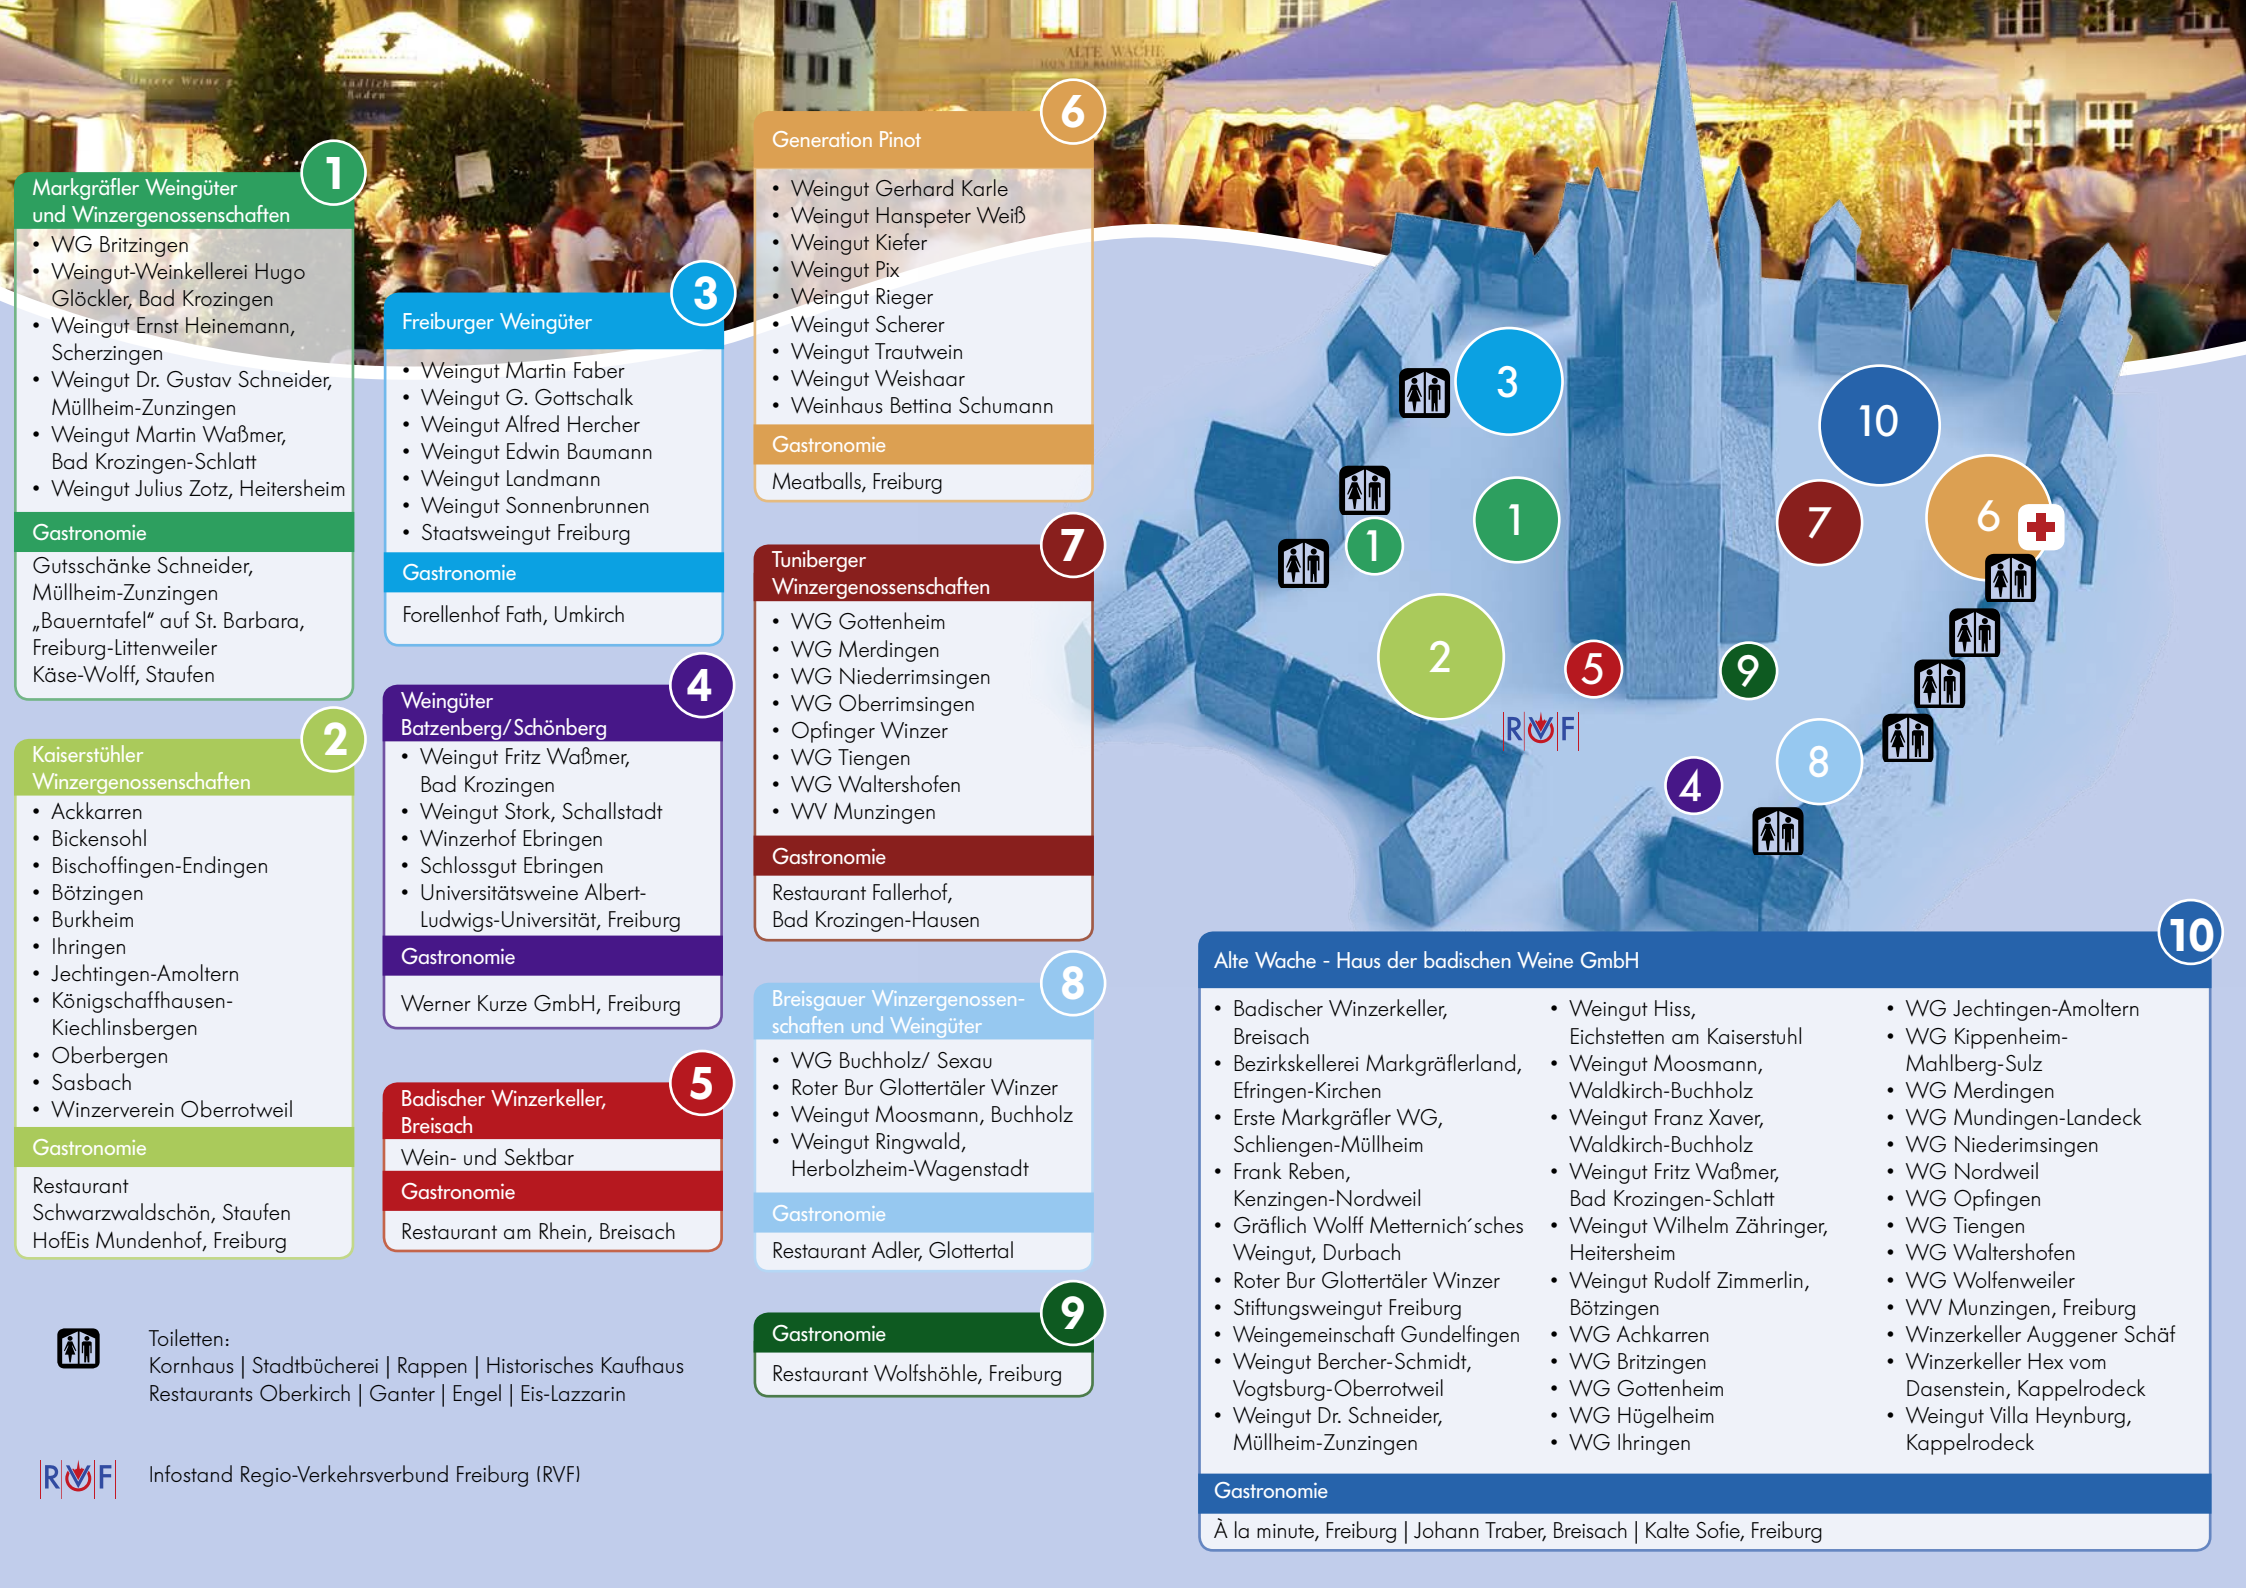 ALTE WACHE
1
Markgräfler Weingüter
und Winzergenossenschaften
• WG Britzingen
• Weingut-Weinkellerei Hugo
Glöckler, Bad Krozingen
• Weingut Ernst Heinemann,
Scherzingen
• Weingut Dr. Gustav Schneider,
Müllheim-Zunzingen
• Weingut Martin Waßmer,
Bad Krozingen-Schlatt
• Weingut Julius Zotz, Heitersheim
Gastronomie
Gutsschänke Schneider,
Müllheim-Zunzingen
„Bauerntafel“ auf St. Barbara,
Freiburg-Littenweiler
Käse-Wolff, Staufen
2
Kaiserstühler
Winzergenossenschaften
• Ackkarren
• Bickensohl
• Bischoffingen-Endingen
• Bötzingen
• Burkheim
• Ihringen
• Jechtingen-Amoltern
• Königschaffhausen-
Kiechlinsbergen
• Oberbergen
• Sasbach
• Winzerverein Oberrotweil
Gastronomie
Restaurant
Schwarzwaldschön, Staufen
HofEis Mundenhof, Freiburg
3
Freiburger Weingüter
• Weingut Martin Faber
• Weingut G. Gottschalk
• Weingut Alfred Hercher
• Weingut Edwin Baumann
• Weingut Landmann
• Weingut Sonnenbrunnen
• Staatsweingut Freiburg
Gastronomie
Forellenhof Fath, Umkirch
4
Weingüter
Batzenberg/Schönberg
• Weingut Fritz Waßmer,
Bad Krozingen
• Weingut Stork, Schallstadt
• Winzerhof Ebringen
• Schlossgut Ebringen
• Universitätsweine Albert-
Ludwigs-Universität, Freiburg
Gastronomie
Werner Kurze GmbH, Freiburg
5
Badischer Winzerkeller,
Breisach
Wein- und Sektbar
Gastronomie
Restaurant am Rhein, Breisach
6
Generation Pinot
• Weingut Gerhard Karle
• Weingut Hanspeter Weiß
• Weingut Kiefer
• Weingut Pix
• Weingut Rieger
• Weingut Scherer
• Weingut Trautwein
• Weingut Weishaar
• Weinhaus Bettina Schumann
Gastronomie
Meatballs, Freiburg
7
Tuniberger
Winzergenossenschaften
• WG Gottenheim
• WG Merdingen
• WG Niederrimsingen
• WG Oberrimsingen
• Opfinger Winzer
• WG Tiengen
• WG Waltershofen
• WV Munzingen
Gastronomie
Restaurant Fallerhof,
Bad Krozingen-Hausen
8
Breisgauer Winzergenossen-
schaften und Weingüter
• WG Buchholz/ Sexau
• Roter Bur Glottertäler Winzer
• Weingut Moosmann, Buchholz
• Weingut Ringwald,
Herbolzheim-Wagenstadt
Gastronomie
Restaurant Adler, Glottertal
9
Gastronomie
Restaurant Wolfshöhle, Freiburg
Toiletten:
Kornhaus | Stadtbücherei | Rappen | Historisches Kaufhaus
Restaurants Oberkirch | Ganter | Engel | Eis-Lazzarin
RVF
Infostand Regio-Verkehrsverbund Freiburg (RVF)
3
10
1
7
6
1
2
5
9
RVF
8
4
10
Alte Wache - Haus der badischen Weine GmbH
• Badischer Winzerkeller,
Breisach
• Bezirkskellerei Markgräflerland,
Efringen-Kirchen
• Erste Markgräfler WG,
Schliengen-Müllheim
• Frank Reben,
Kenzingen-Nordweil
• Gräflich Wolff Metternich´sches
Weingut, Durbach
• Roter Bur Glottertäler Winzer
• Stiftungsweingut Freiburg
• Weingemeinschaft Gundelfingen
• Weingut Bercher-Schmidt,
Vogtsburg-Oberrotweil
• Weingut Dr. Schneider,
Müllheim-Zunzingen
• Weingut Hiss,
Eichstetten am Kaiserstuhl
• Weingut Moosmann,
Waldkirch-Buchholz
• Weingut Franz Xaver,
Waldkirch-Buchholz
• Weingut Fritz Waßmer,
Bad Krozingen-Schlatt
• Weingut Wilhelm Zähringer,
Heitersheim
• Weingut Rudolf Zimmerlin,
Bötzingen
• WG Achkarren
• WG Britzingen
• WG Gottenheim
• WG Hügelheim
• WG Ihringen
• WG Jechtingen-Amoltern
• WG Kippenheim-
Mahlberg-Sulz
• WG Merdingen
• WG Mundingen-Landeck
• WG Niederimsingen
• WG Nordweil
• WG Opfingen
• WG Tiengen
• WG Waltershofen
• WG Wolfenweiler
• WV Munzingen, Freiburg
• Winzerkeller Auggener Schäf
• Winzerkeller Hex vom
Dasenstein, Kappelrodeck
• Weingut Villa Heynburg,
Kappelrodeck
Gastronomie
À la minute, Freiburg | Johann Traber, Breisach | Kalte Sofie, Freiburg